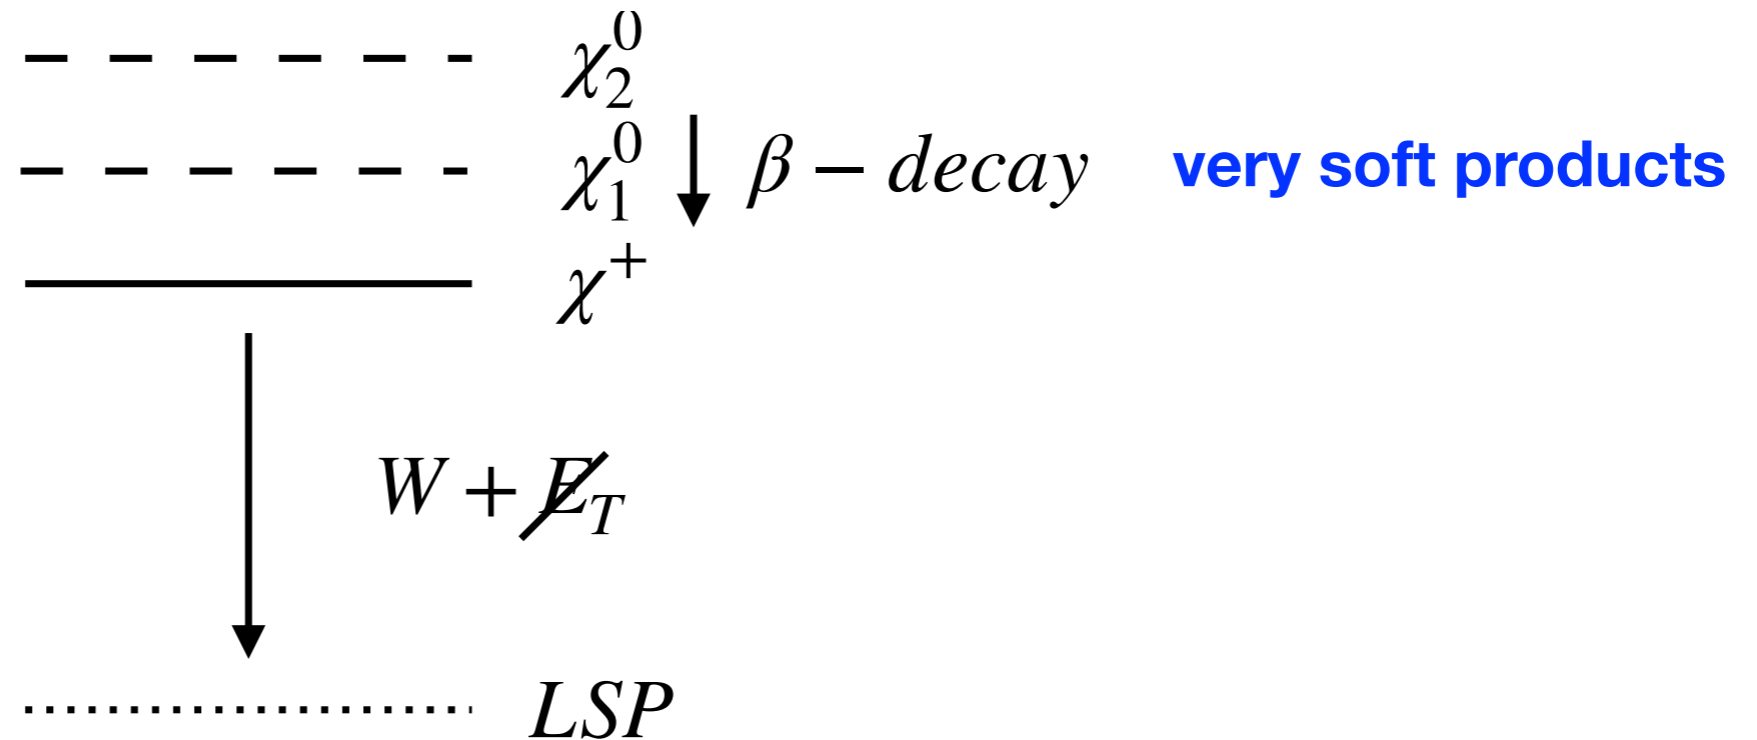 χ₂⁰
χ₁⁰ β − decay very soft products
χ⁺
W + E̸_T
LSP